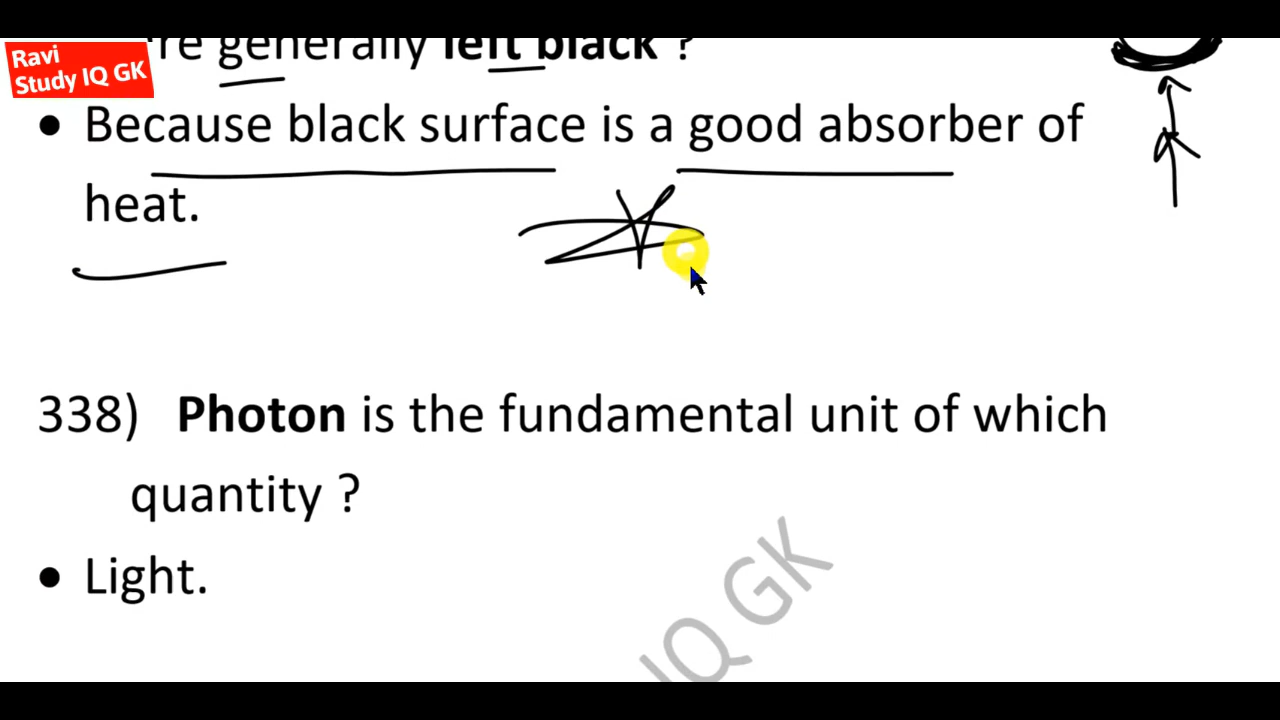 Ravi
Study IQ GK
re generally left black ?
• Because black surface is a good absorber of
heat.
338) Photon is the fundamental unit of which
quantity ?
• Light.
IQ GK